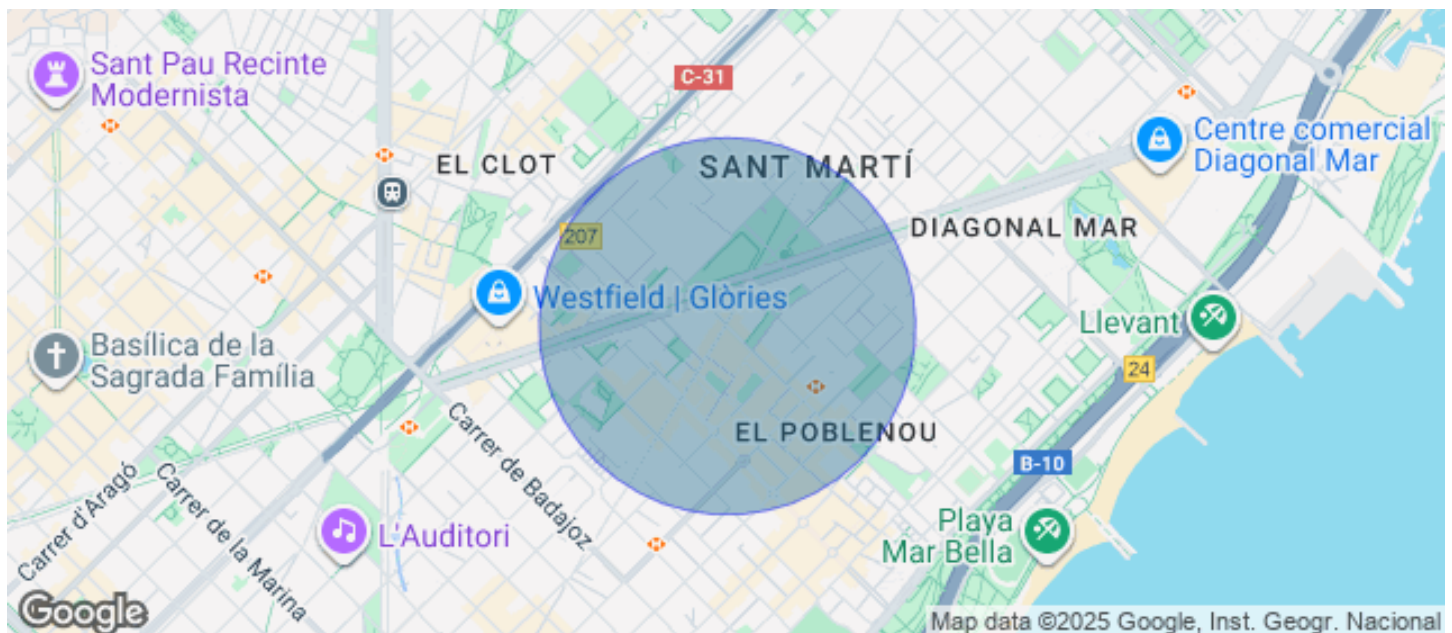 Sant Pau Recinte
Modernista
C-31
EL CLOT
SANT MARTÍ
Centre comercial
Diagonal Mar
207
DIAGONAL MAR
Westfield | Glòries
Llevant
Basílica de la
Sagrada Família
24
Carrer de Badajoz
EL POBLENOU
B-10
Carrer d'Aragó
Carrer de la Marina
L'Auditori
Playa
Mar Bella
Google
Map data ©2025 Google, Inst. Geogr. Nacional